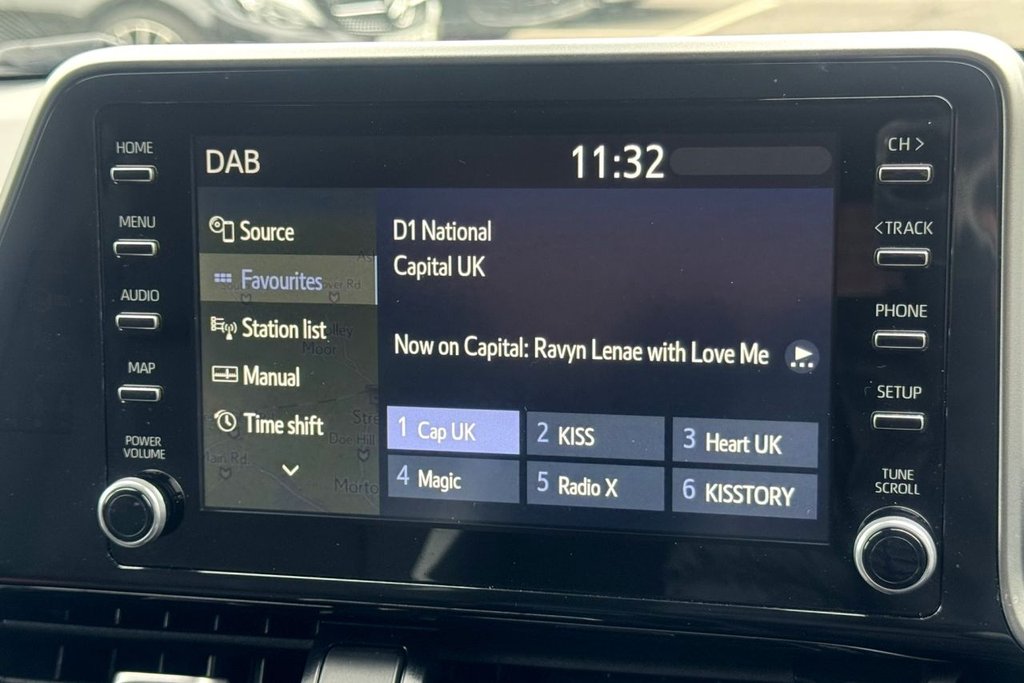 DAB
11:32
HOME
MENU
AUDIO
MAP
POWER
VOLUME
Source
Favourites
Station list
Manual
Time shift
D1 National
Capital UK
Now on Capital: Ravyn Lenae with Love Me
1 Cap UK
2 KISS
3 Heart UK
4 Magic
5 Radio X
6 KISSTORY
CH >
< TRACK
PHONE
SETUP
TUNE
SCROLL